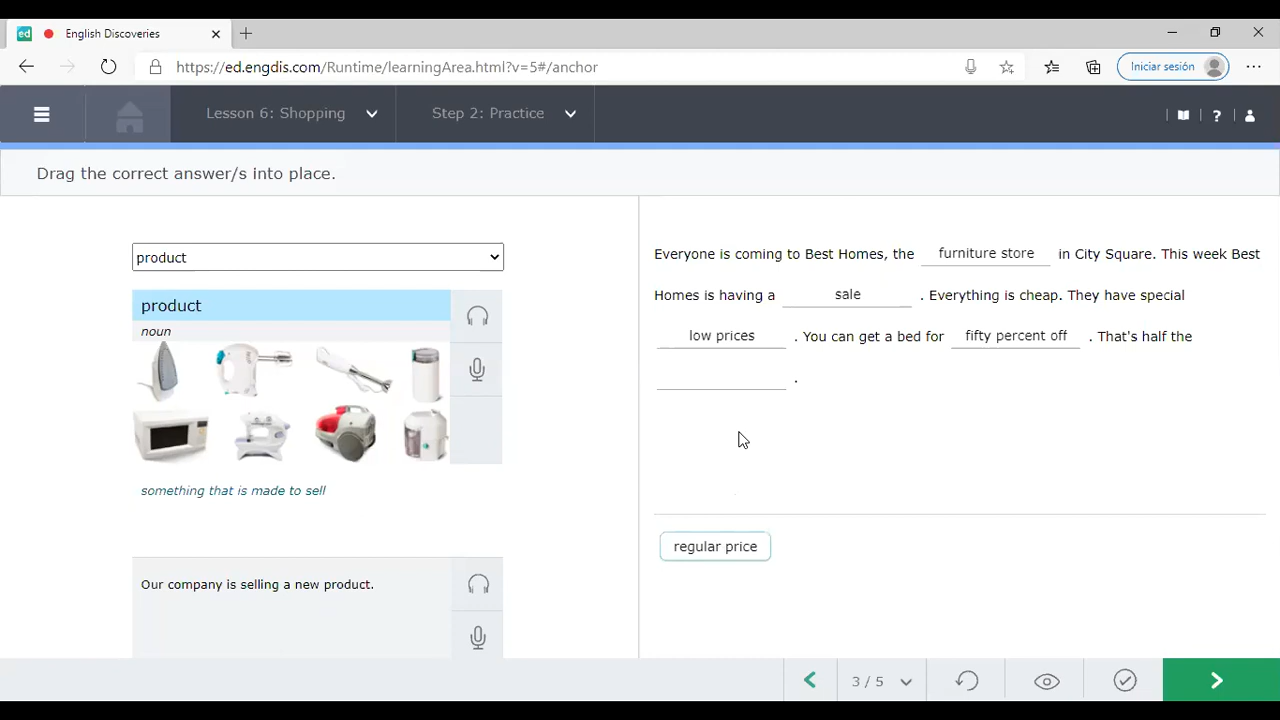 English Discoveries
https://ed.engdis.com/Runtime/learningArea.html?v=5#/anchor
Iniciar sesión
Lesson 6: Shopping
Step 2: Practice
?
Drag the correct answer/s into place.
product
product
noun
something that is made to sell
Our company is selling a new product.
Everyone is coming to Best Homes, the furniture store in City Square. This week Best
Homes is having a sale . Everything is cheap. They have special
low prices . You can get a bed for fifty percent off . That's half the
.
regular price
3 / 5